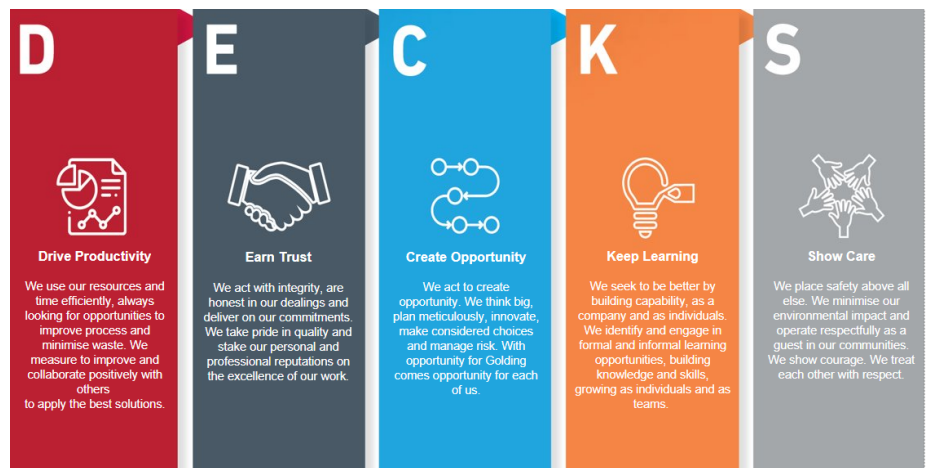 D
Drive Productivity
We use our resources and
time efficiently, always
looking for opportunities to
improve process and
minimise waste. We
measure to improve and
collaborate positively with
others
to apply the best solutions.
E
Earn Trust
We act with integrity, are
honest in our dealings and
deliver on our commitments.
We take pride in quality and
stake our personal and
professional reputations on
the excellence of our work.
C
Create Opportunity
We act to create
opportunity. We think big,
plan meticulously, innovate,
make considered choices
and manage risk. With
opportunity for Golding
comes opportunity for each
of us.
K
Keep Learning
We seek to be better by
building capability, as a
company and as individuals.
We identify and engage in
formal and informal learning
opportunities, building
knowledge and skills,
growing as individuals and as
teams.
S
Show Care
We place safety above all
else. We minimise our
environmental impact and
operate respectfully as a
guest in our communities.
We show courage. We treat
each other with respect.